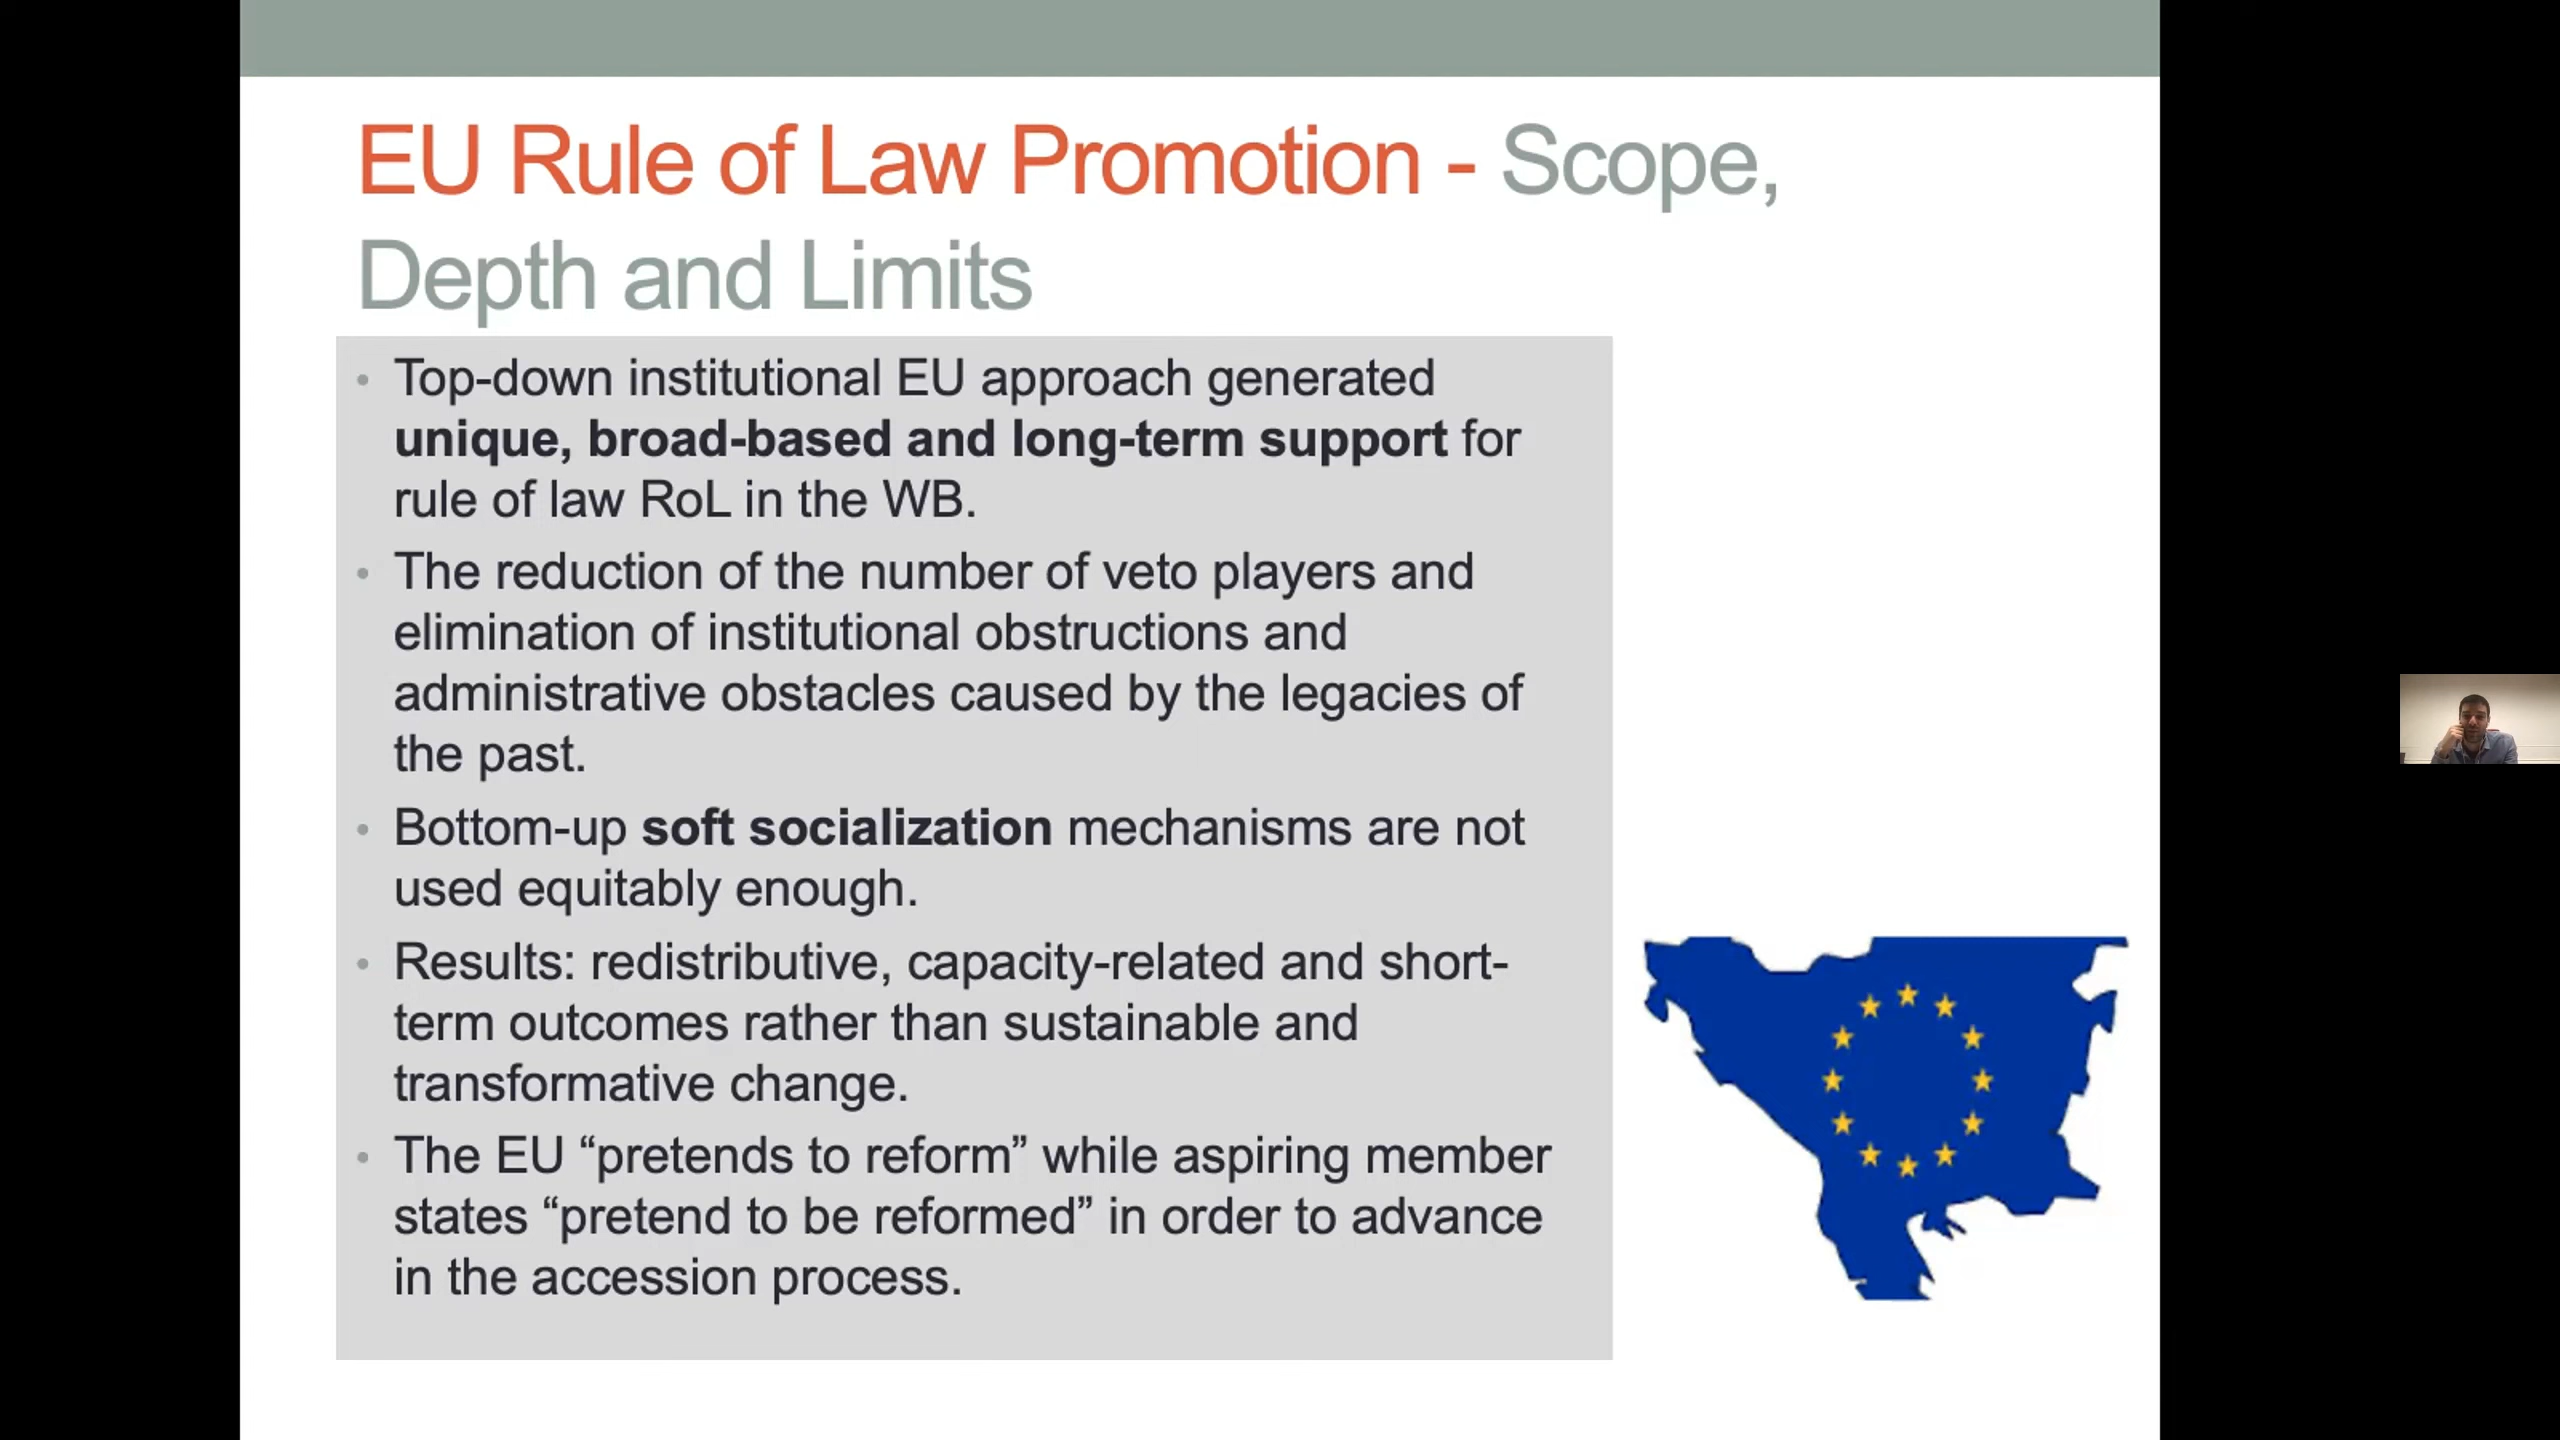 EU Rule of Law Promotion - Scope,
Depth and Limits
• Top-down institutional EU approach generated
unique, broad-based and long-term support for
rule of law RoL in the WB.
• The reduction of the number of veto players and
elimination of institutional obstructions and
administrative obstacles caused by the legacies of
the past.
• Bottom-up soft socialization mechanisms are not
used equitably enough.
• Results: redistributive, capacity-related and short-
term outcomes rather than sustainable and
transformative change.
• The EU “pretends to reform” while aspiring member
states “pretend to be reformed” in order to advance
in the accession process.